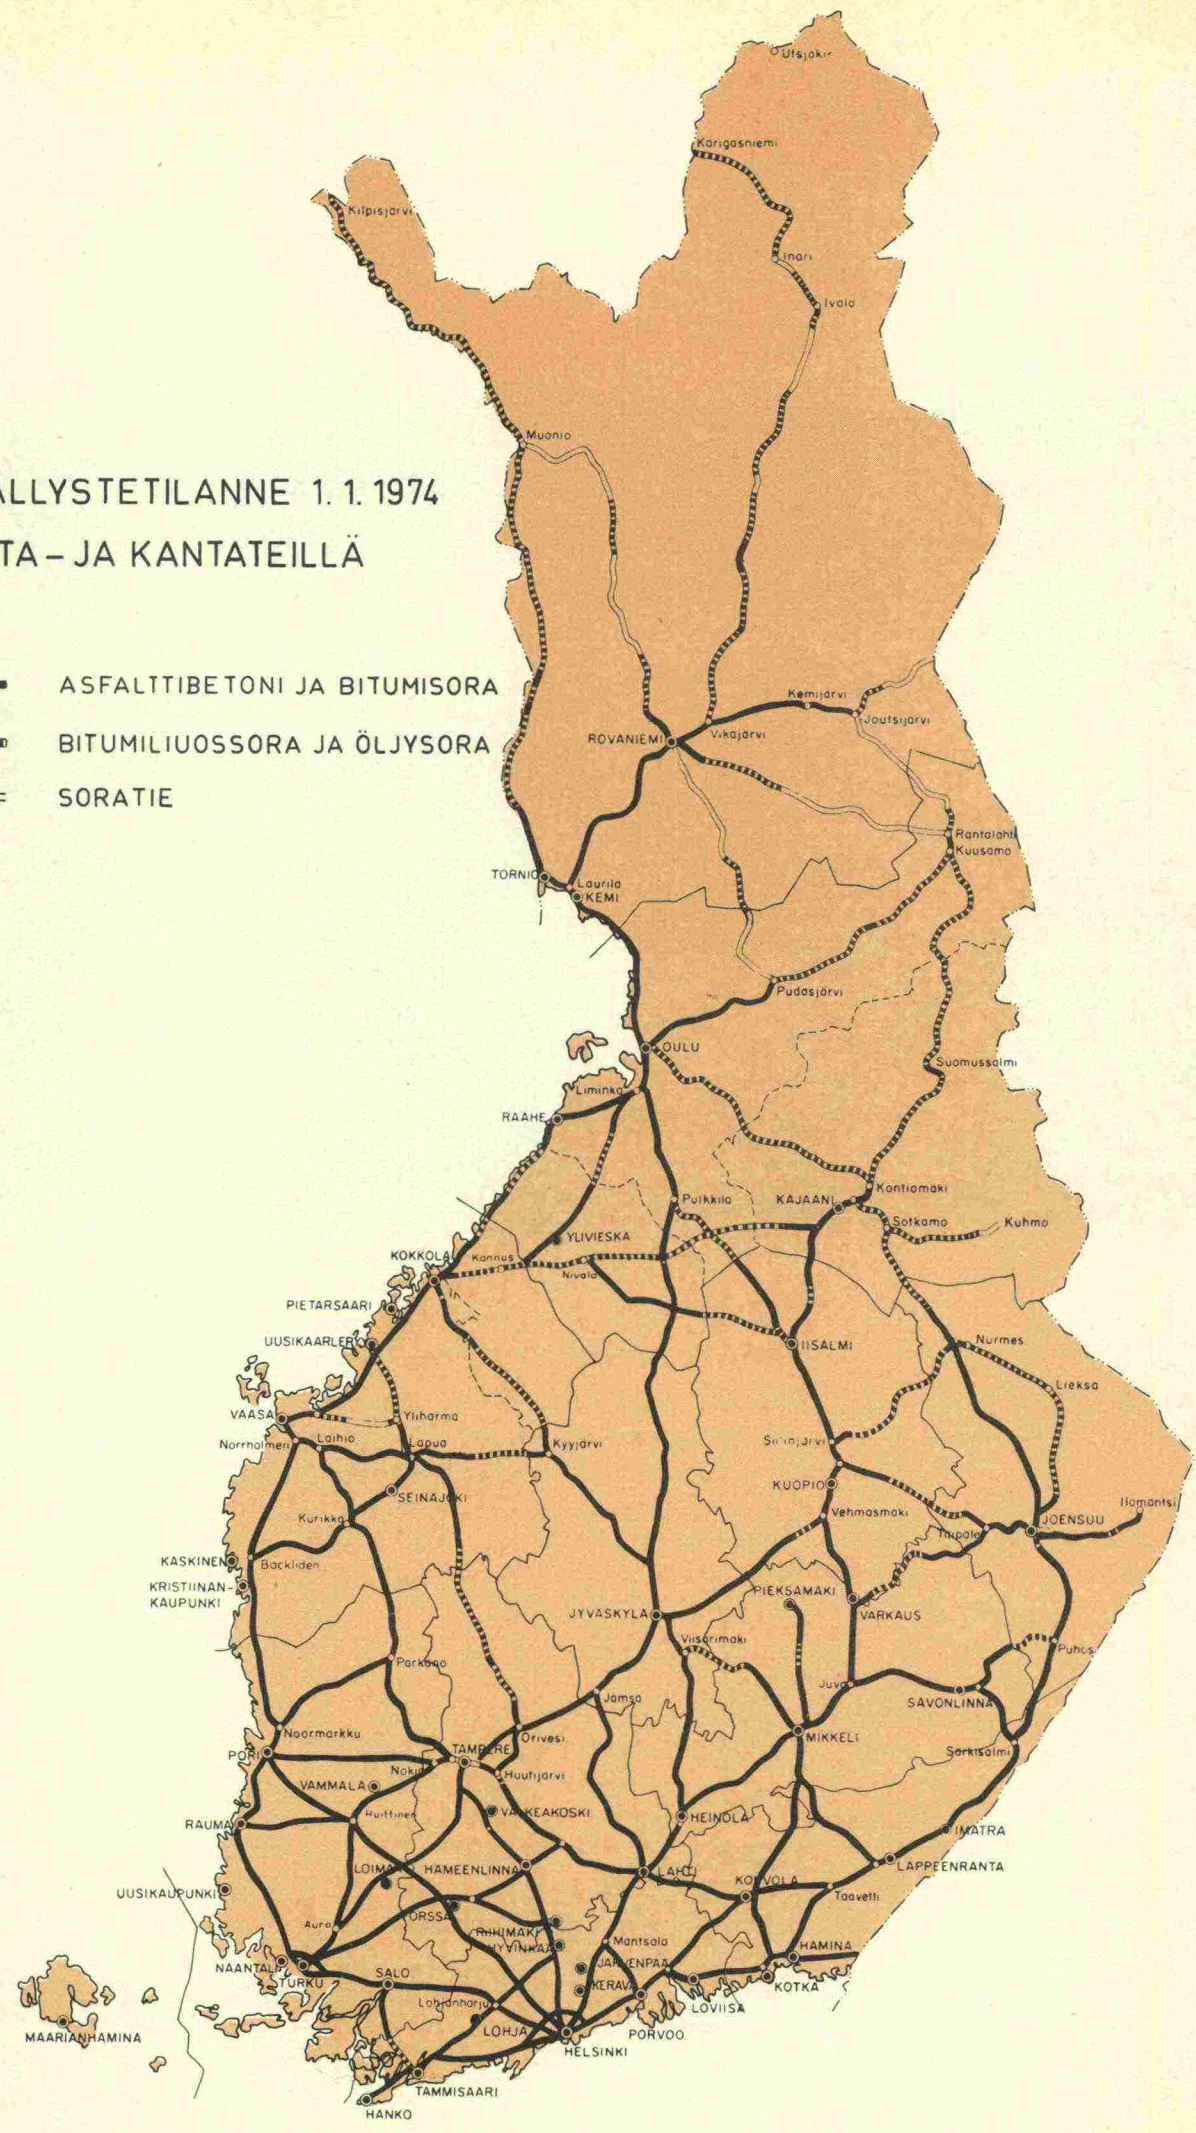 Utsjoki
Karigasniemi
Kilpisjärvi
Inari
Ivalo
Muonio
ÄLLYSTETILANNE 1.1.1974
TA-JA KANTATEILLÄ
ASFALTTIBETONI JA BITUMISORA
BITUMILIUOSSORA JA ÖLJYSORA
SORATIE
Kemijärvi
Joutsijärvi
Vikajärvi
ROVANIEMI
Rantalahti
Kuusamo
TORNIO
Laurila
KEMI
Pudasjärvi
OULU
Suomussalmi
Liminka
RAAHE
Kontiomäki
Pulkkila
KAJAANI
Sotkamo
Kuhmo
YLIVIESKA
KOKKOLA
Kannus
Nivala
PIETARSAARI
UUSIKAARLEPYY
IISALMI
Nurmes
Lieksa
VAASA
Ylihärmä
Norrholmen
Laihia
Lapua
Kyyjärvi
Siilinjärvi
KUOPIO
SEINÄJOKI
Ilomantsi
Kurikka
Vehmasmäki
JOENSUU
Taipale
KASKINEN
Bäckliden
KRISTIINAN-
KAUPUNKI
PIEKSÄMÄKI
JYVÄSKYLÄ
VARKAUS
Viisarimäki
Puhos
Parkano
Juva
SAVONLINNA
Jämsä
Noormarkku
Orivesi
MIKKELI
Särkisalmi
PORI
TAMPERE
Nokia
Huutijärvi
VAMMALA
Huittinen
VALKEAKOSKI
HEINOLA
RAUMA
IMATRA
LOIMAA
HÄMEENLINNA
LAHTI
LAPPEENRANTA
KOUVOLA
UUSIKAUPUNKI
Taavetti
FORSSA
Aura
RIIHIMÄKI
HYVINKÄÄ
Mäntsälä
HAMINA
JÄRVENPÄÄ
NAANTALI
TURKU
SALO
KERAVA
KOTKA
Lohjanharju
LOVIISA
LOHJA
PORVOO
MAARIANHAMINA
HELSINKI
TAMMISAARI
HANKO